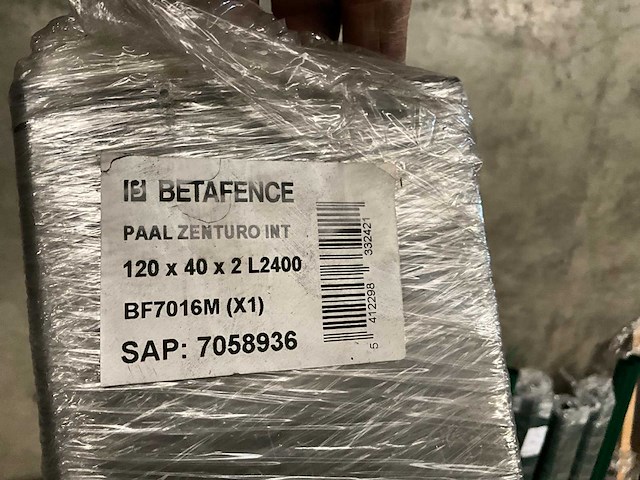 BETAFENCE
PAAL ZENTURO INT
120 x 40 x 2 L2400
BF7016M (X1)
SAP: 7058936
5 412298 332421